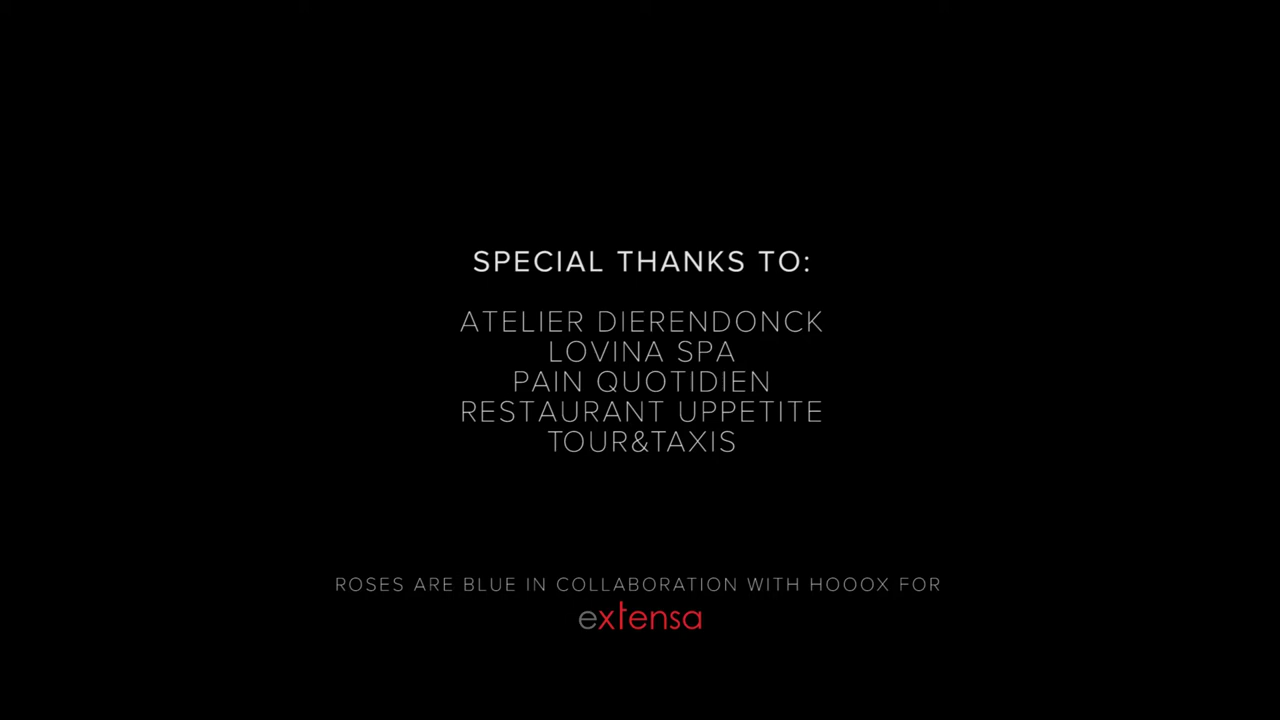 SPECIAL THANKS TO:
ATELIER DIERENDONCK
LOVINA SPA
PAIN QUOTIDIEN
RESTAURANT UPPETITE
TOUR&TAXIS
ROSES ARE BLUE IN COLLABORATION WITH HOOOX FOR
extensa